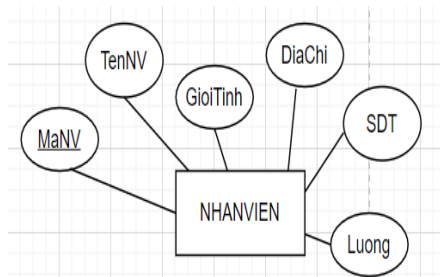 TenNV
DiaChi
GioiTinh
MaNV
SDT
NHANVIEN
Luong